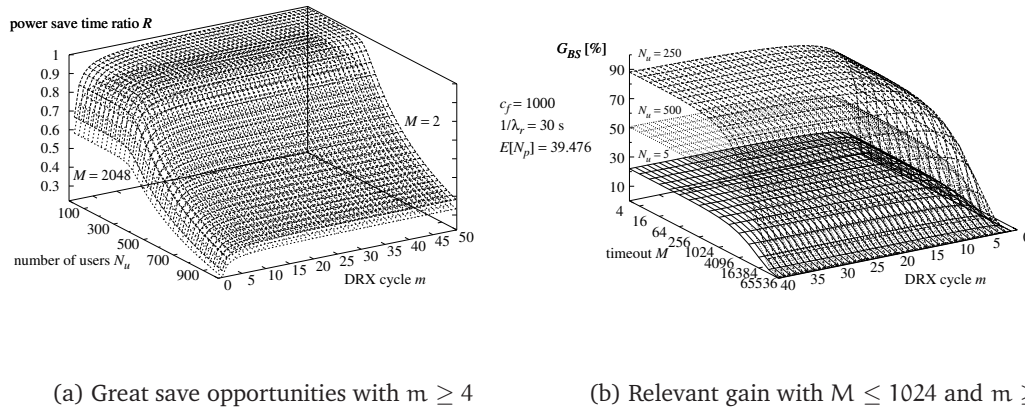 power save time ratio R
1
0.9
0.8
0.7
0.6
0.5
0.4
0.3
M = 2
M = 2048
100
300
500
700
900
number of users N_u
0
5
10
15
20
25
30
35
40
45
50
DRX cycle m
(a) Great save opportunities with m ≥ 4
G_BS [%]
110
90
70
50
30
10
N_u = 250
N_u = 500
N_u = 5
c_f = 1000
1/λ_r = 30 s
E[N_p] = 39.476
4
16
64
256
1024
4096
16384
65536
timeout M
40
35
30
25
20
15
10
5
DRX cycle m
(b) Relevant gain with M ≤ 1024 and m ≥